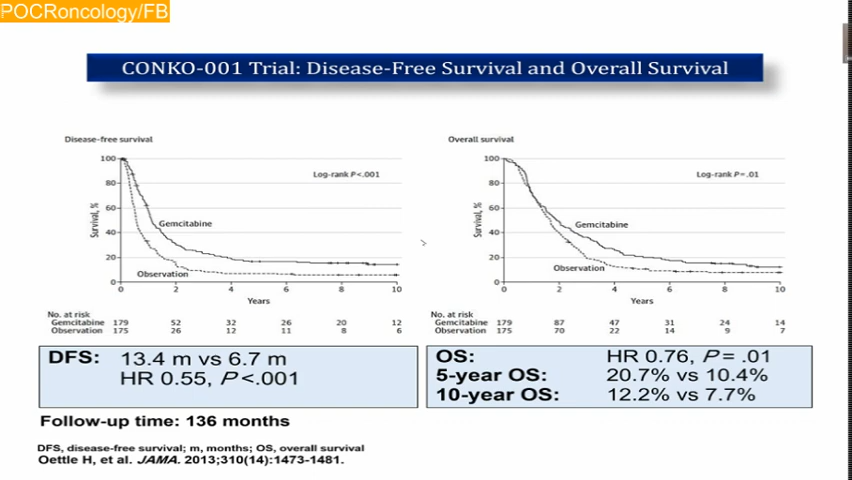 POCRoncology/FB
CONKO-001 Trial: Disease-Free Survival and Overall Survival
Disease-free survival
100
80
60
40
20
0
Survival, %
Log-rank P<.001
Gemcitabine
Observation
0 2 4 6 8 10
Years
No. at risk
Gemcitabine 179 52 32 26 20 12
Observation 175 26 12 11 8 6
Overall survival
100
80
60
40
20
0
Survival, %
Log-rank P=.01
Gemcitabine
Observation
0 2 4 6 8 10
Years
No. at risk
Gemcitabine 179 87 47 31 24 14
Observation 175 70 22 14 9 7
DFS: 13.4 m vs 6.7 m
HR 0.55, P<.001
OS: HR 0.76, P= .01
5-year OS: 20.7% vs 10.4%
10-year OS: 12.2% vs 7.7%
Follow-up time: 136 months
DFS, disease-free survival; m, months; OS, overall survival
Oettle H, et al. JAMA. 2013;310(14):1473-1481.